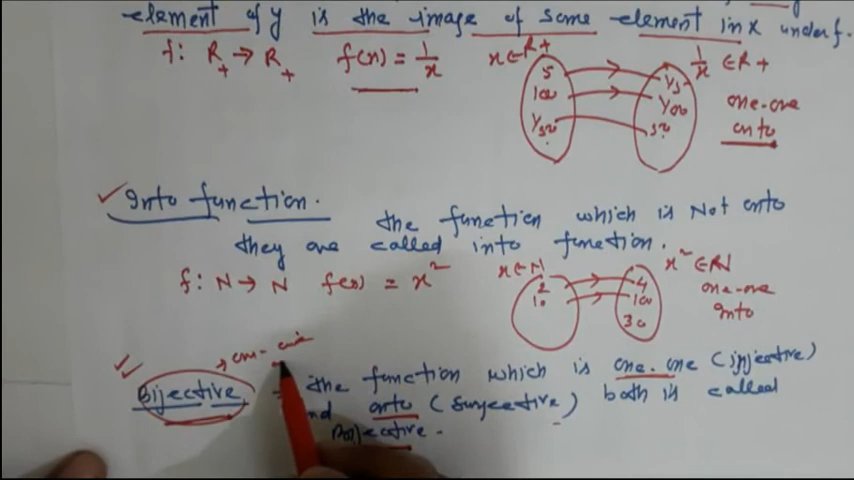 element of y is the image of some element in x under f.
f: R+ → R+ f(x) = 1/x x ∈ R+ 1/x ∈ R+
5 1/5
100 1/100 one-one
1/50 50 onto
Into function. the function which is Not onto
they are called into function.
f: N → N f(x) = x² x ∈ N x² ∈ N
2 4 one-one
10 100 Into
30
→ one-one
Bijective the function which is one-one (injective)
and onto (Surjective) both is called
Bijective.